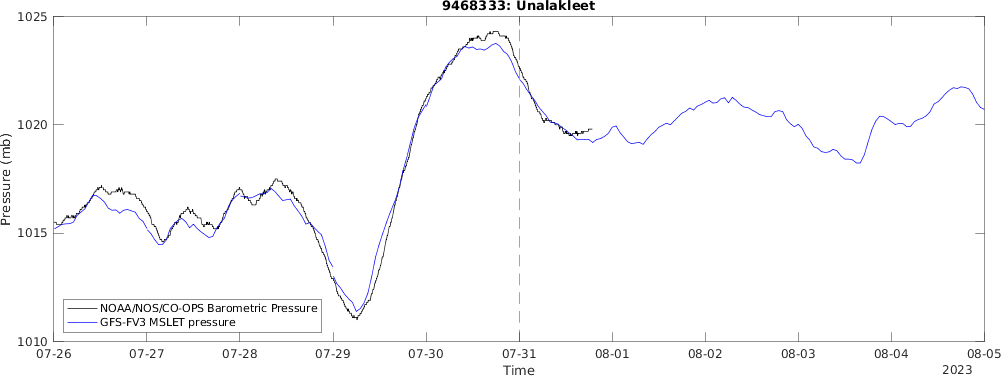 9468333: Unalakleet
1025
1020
1015
1010
Pressure (mb)
NOAA/NOS/CO-OPS Barometric Pressure
GFS-FV3 MSLET pressure
07-26 07-27 07-28 07-29 07-30 07-31 08-01 08-02 08-03 08-04 08-05
Time
2023